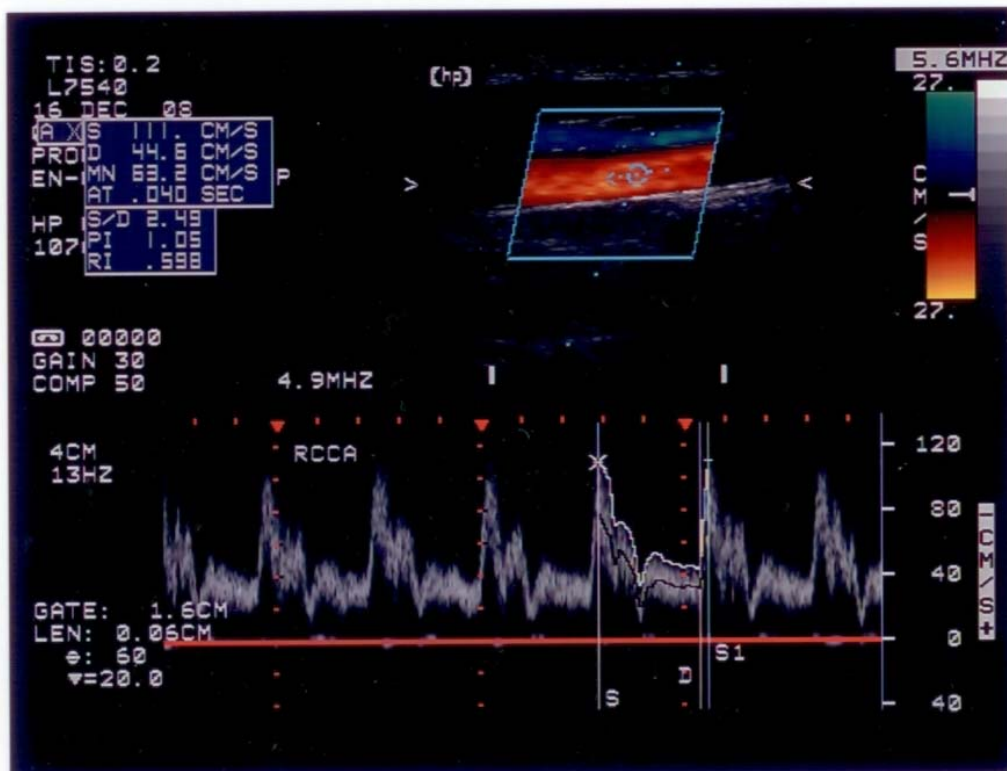 TIS:0.2
L7540
16 DEC 08
(hp)
5.6MHZ
27.
CM/S
27.
A X
S 111. CM/S
D 44.6 CM/S
MN 63.2 CM/S
AT .040 SEC
PRO
EN-
P
HP
107
S/D 2.49
PI 1.05
RI .598
00000
GAIN 30
COMP 50
4.9MHZ
4CM
13HZ
RCCA
120
80
40
0
40
-CM/S+
GATE: 1.6CM
LEN: 0.06CM
: 60
▼=20.0
S
D
S1